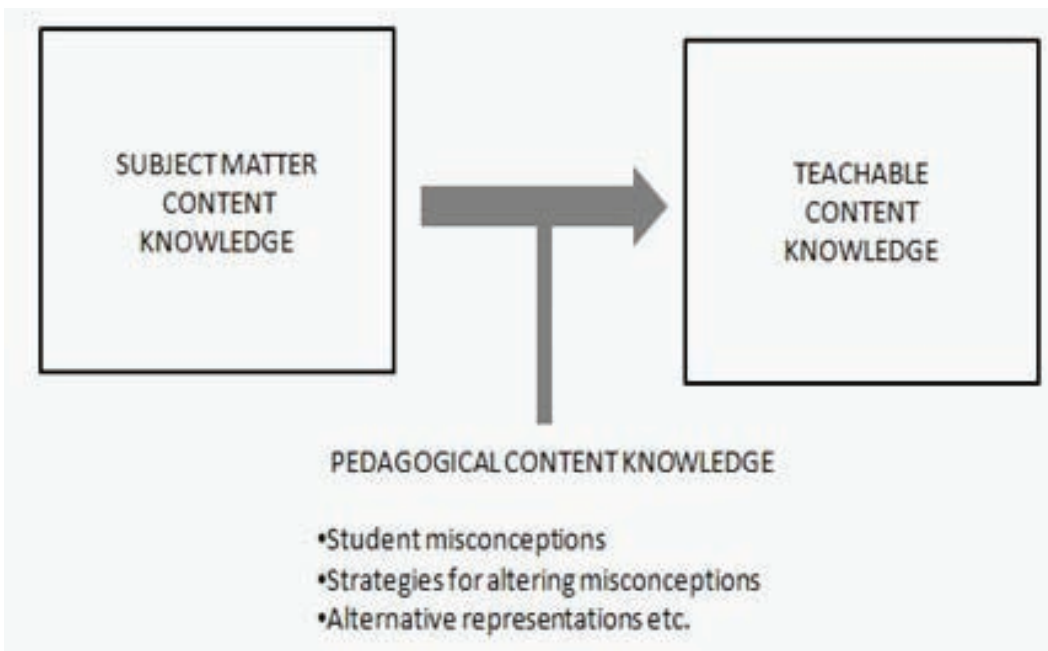 SUBJECT MATTER
CONTENT
KNOWLEDGE
TEACHABLE
CONTENT
KNOWLEDGE
PEDAGOGICAL CONTENT KNOWLEDGE
•Student misconceptions
•Strategies for altering misconceptions
•Alternative representations etc.